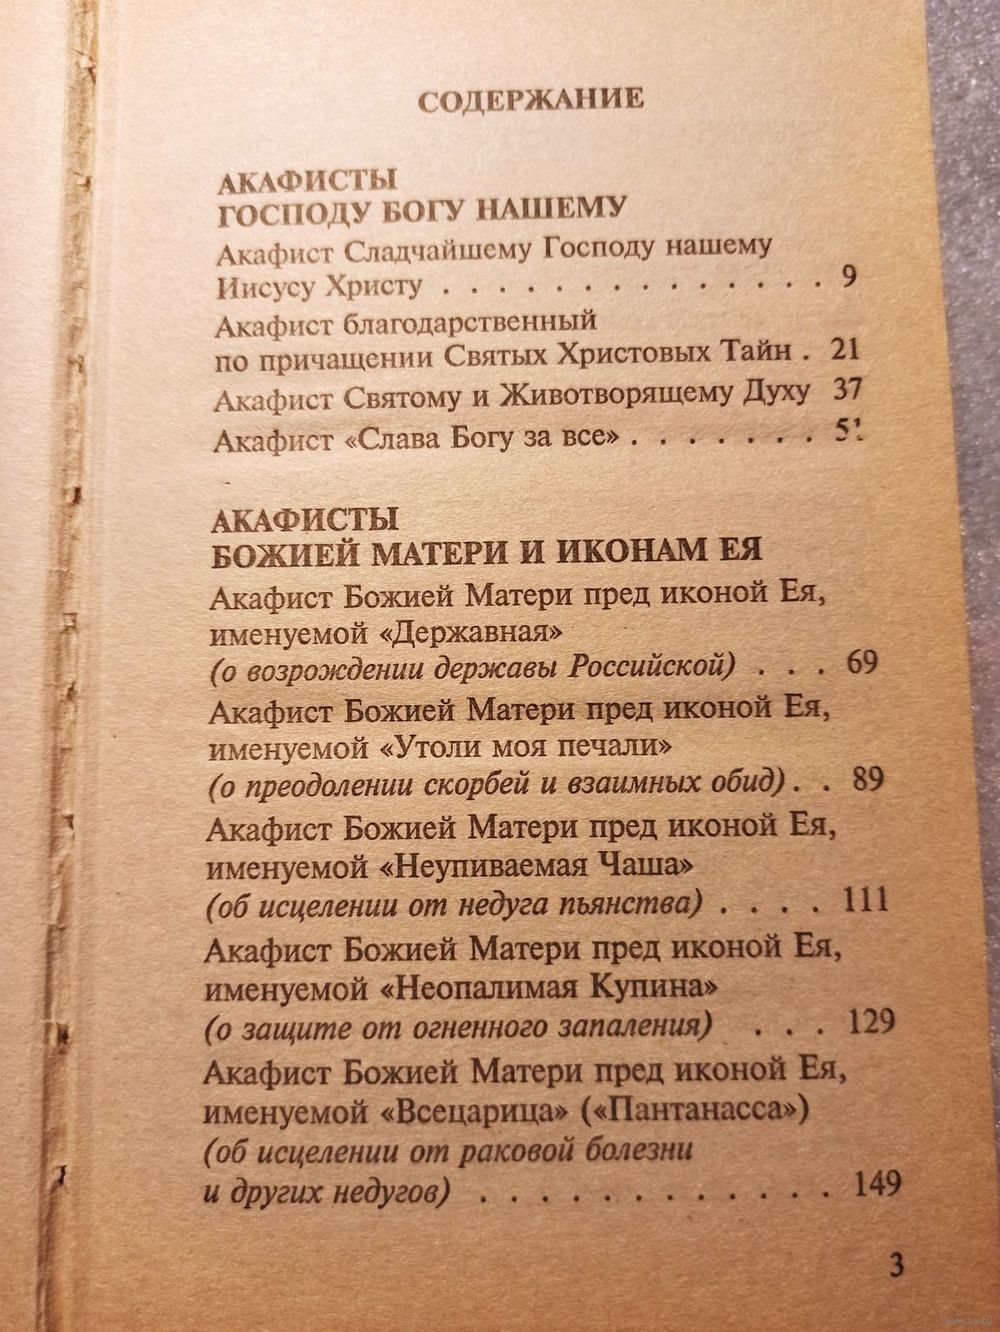 СОДЕРЖАНИЕ
АКАФИСТЫ
ГОСПОДУ БОГУ НАШЕМУ
Акафист Сладчайшему Господу нашему
Иисусу Христу . . . . . . . . . . . . . . . 9
Акафист благодарственный
по причащении Святых Христовых Тайн . 21
Акафист Святому и Животворящему Духу 37
Акафист «Слава Богу за все» . . . . . . . 51
АКАФИСТЫ
БОЖИЕЙ МАТЕРИ И ИКОНАМ ЕЯ
Акафист Божией Матери пред иконой Ея,
именуемой «Державная»
(о возрождении державы Российской) . . . 69
Акафист Божией Матери пред иконой Ея,
именуемой «Утоли моя печали»
(о преодолении скорбей и взаимных обид) . . 89
Акафист Божией Матери пред иконой Ея,
именуемой «Неупиваемая Чаша»
(об исцелении от недуга пьянства) . . . . 111
Акафист Божией Матери пред иконой Ея,
именуемой «Неопалимая Купина»
(о защите от огненного запаления) . . . 129
Акафист Божией Матери пред иконой Ея,
именуемой «Всецарица» («Пантанасса»)
(об исцелении от раковой болезни
и других недугов) . . . . . . . . . . . . 149
3